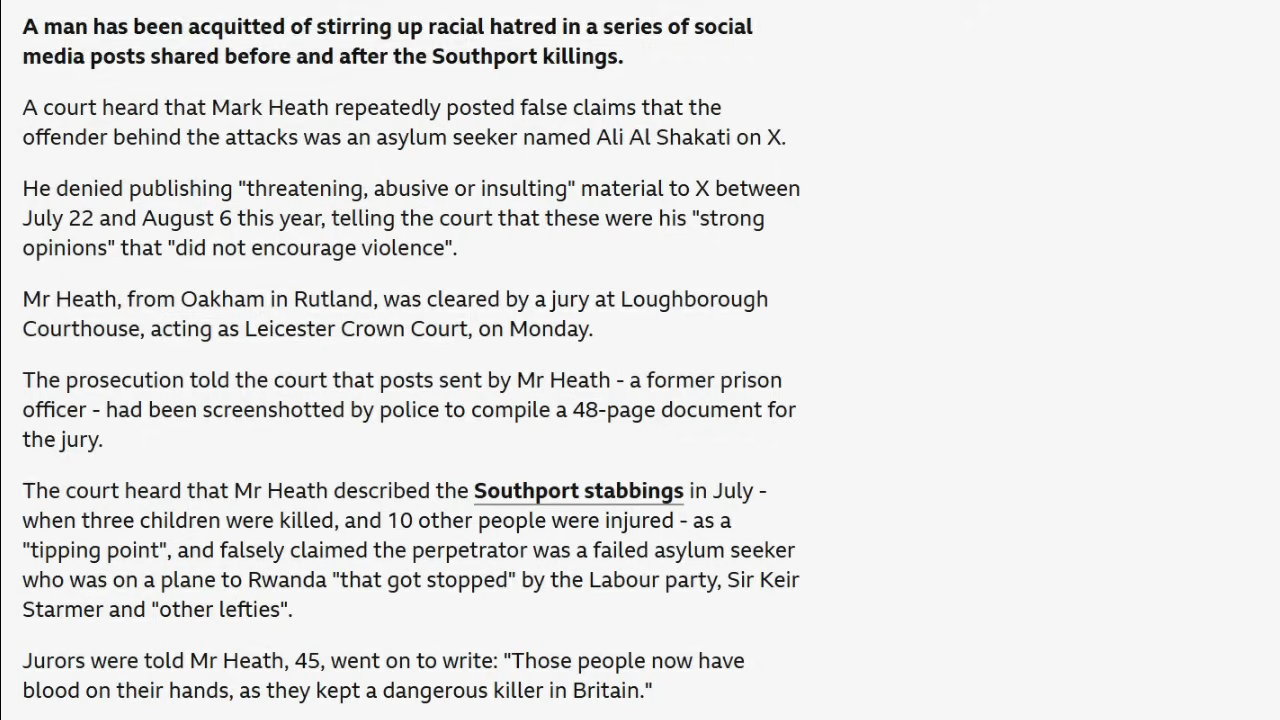 A man has been acquitted of stirring up racial hatred in a series of social
media posts shared before and after the Southport killings.
A court heard that Mark Heath repeatedly posted false claims that the
offender behind the attacks was an asylum seeker named Ali Al Shakati on X.
He denied publishing "threatening, abusive or insulting" material to X between
July 22 and August 6 this year, telling the court that these were his "strong
opinions" that "did not encourage violence".
Mr Heath, from Oakham in Rutland, was cleared by a jury at Loughborough
Courthouse, acting as Leicester Crown Court, on Monday.
The prosecution told the court that posts sent by Mr Heath - a former prison
officer - had been screenshotted by police to compile a 48-page document for
the jury.
The court heard that Mr Heath described the Southport stabbings in July -
when three children were killed, and 10 other people were injured - as a
"tipping point", and falsely claimed the perpetrator was a failed asylum seeker
who was on a plane to Rwanda "that got stopped" by the Labour party, Sir Keir
Starmer and "other lefties".
Jurors were told Mr Heath, 45, went on to write: "Those people now have
blood on their hands, as they kept a dangerous killer in Britain."